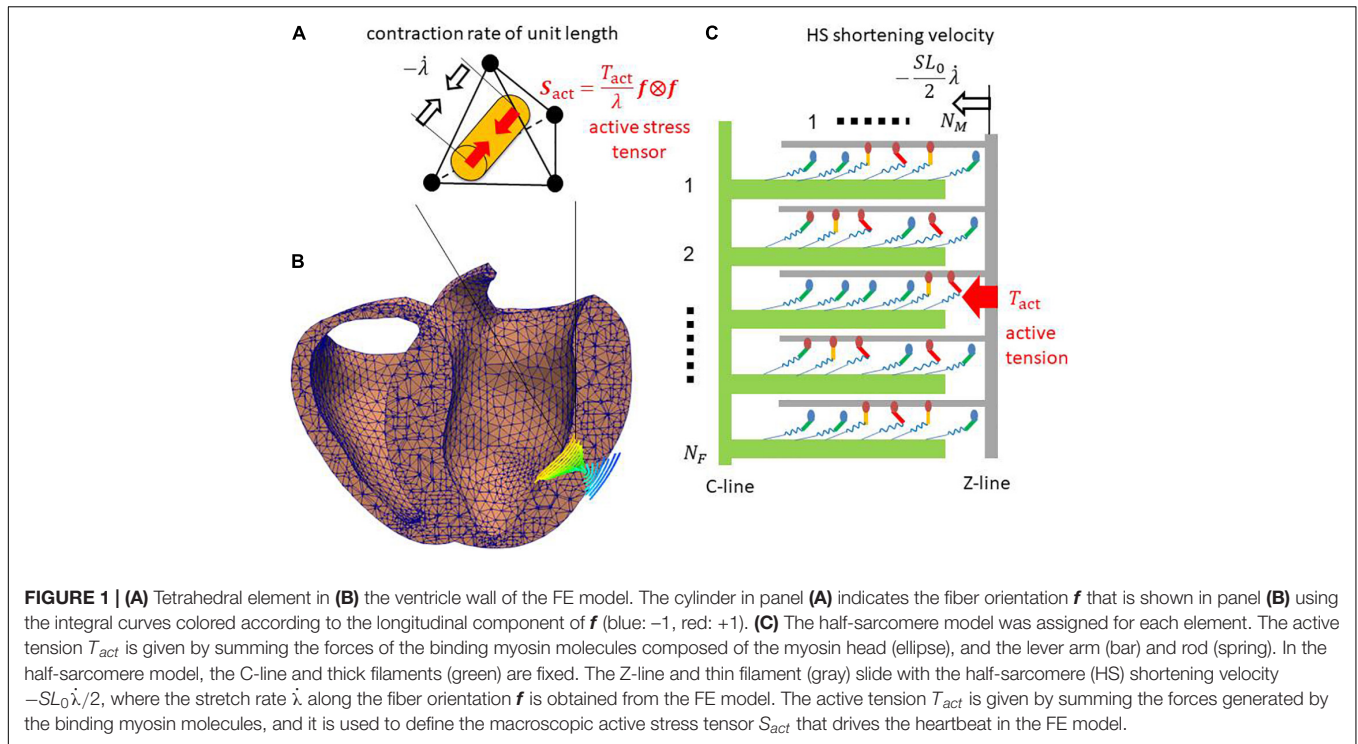 A
contraction rate of unit length
−λ̇
S_act = T_act/λ f⊗f
active stress
tensor
B
C
HS shortening velocity
−SL_0/2 λ̇
1
N_M
1
2
N_F
T_act
active
tension
C-line
Z-line
FIGURE 1 | (A) Tetrahedral element in (B) the ventricle wall of the FE model. The cylinder in panel (A) indicates the fiber orientation f that is shown in panel (B) using
the integral curves colored according to the longitudinal component of f (blue: –1, red: +1). (C) The half-sarcomere model was assigned for each element. The active
tension T_act is given by summing the forces of the binding myosin molecules composed of the myosin head (ellipse), and the lever arm (bar) and rod (spring). In the
half-sarcomere model, the C-line and thick filaments (green) are fixed. The Z-line and thin filament (gray) slide with the half-sarcomere (HS) shortening velocity
−SL_0λ̇/2, where the stretch rate λ̇ along the fiber orientation f is obtained from the FE model. The active tension T_act is given by summing the forces generated by
the binding myosin molecules, and it is used to define the macroscopic active stress tensor S_act that drives the heartbeat in the FE model.